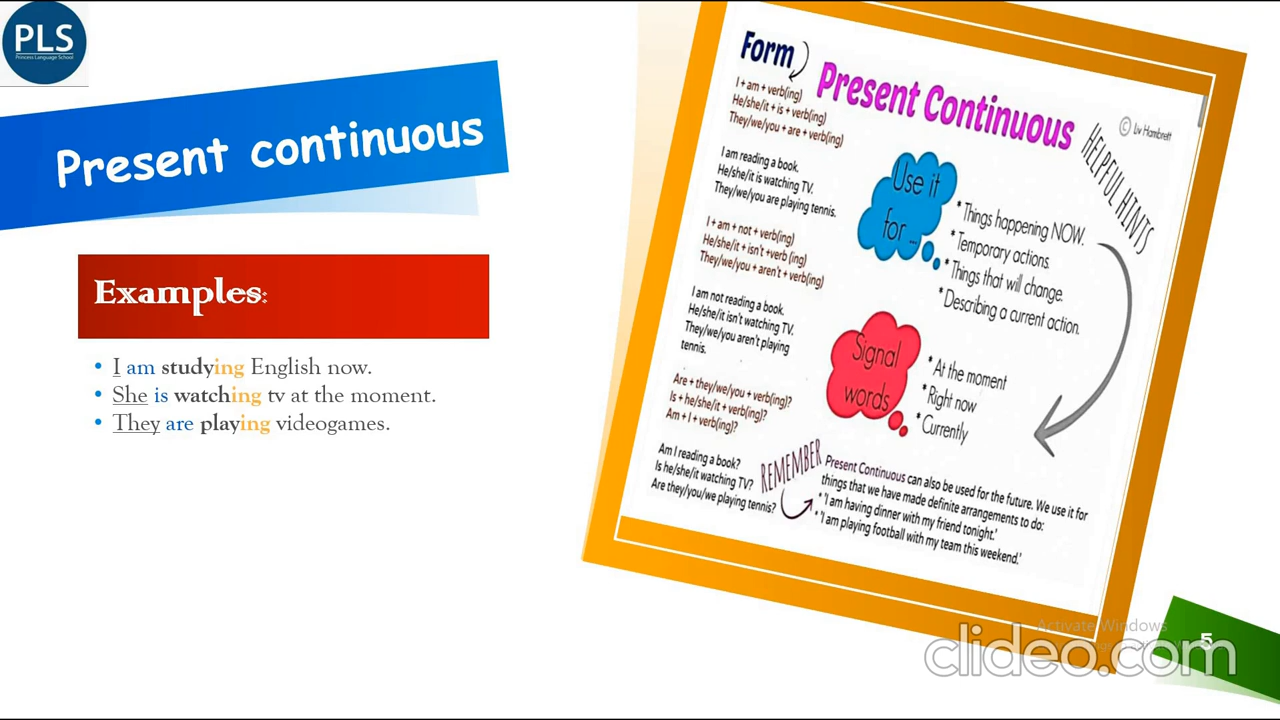 PLS
Princess Language School
Present continuous
Examples:
• I am studying English now.
• She is watching tv at the moment.
• They are playing videogames.
Form
Present Continuous
© Liv Hambrett
HELPFUL HINTS
I + am + verb(ing)
He/she/it + is + verb(ing)
They/we/you + are + verb(ing)
I am reading a book.
He/she/it is watching TV.
They/we/you are playing tennis.
I + am + not + verb(ing)
He/she/it + isn't +verb (ing)
They/we/you + aren't + verb(ing)
I am not reading a book.
He/she/it isn't watching TV.
They/we/you aren't playing
tennis.
Are + they/we/you + verb(ing)?
Is + he/she/it + verb(ing)?
Am + I + verb(ing)?
Am I reading a book?
Is he/she/it watching TV?
Are they/you/we playing tennis?
Use it
for ...
* Things happening NOW.
* Temporary actions.
* Things that will change.
* Describing a current action.
Signal
words
* At the moment
* Right now
* Currently
REMEMBER
Present Continuous can also be used for the future. We use it for
things that we have made definite arrangements to do:
* 'I am having dinner with my friend tonight.'
* 'I am playing football with my team this weekend.'
Activate Windows
clideo.com
5